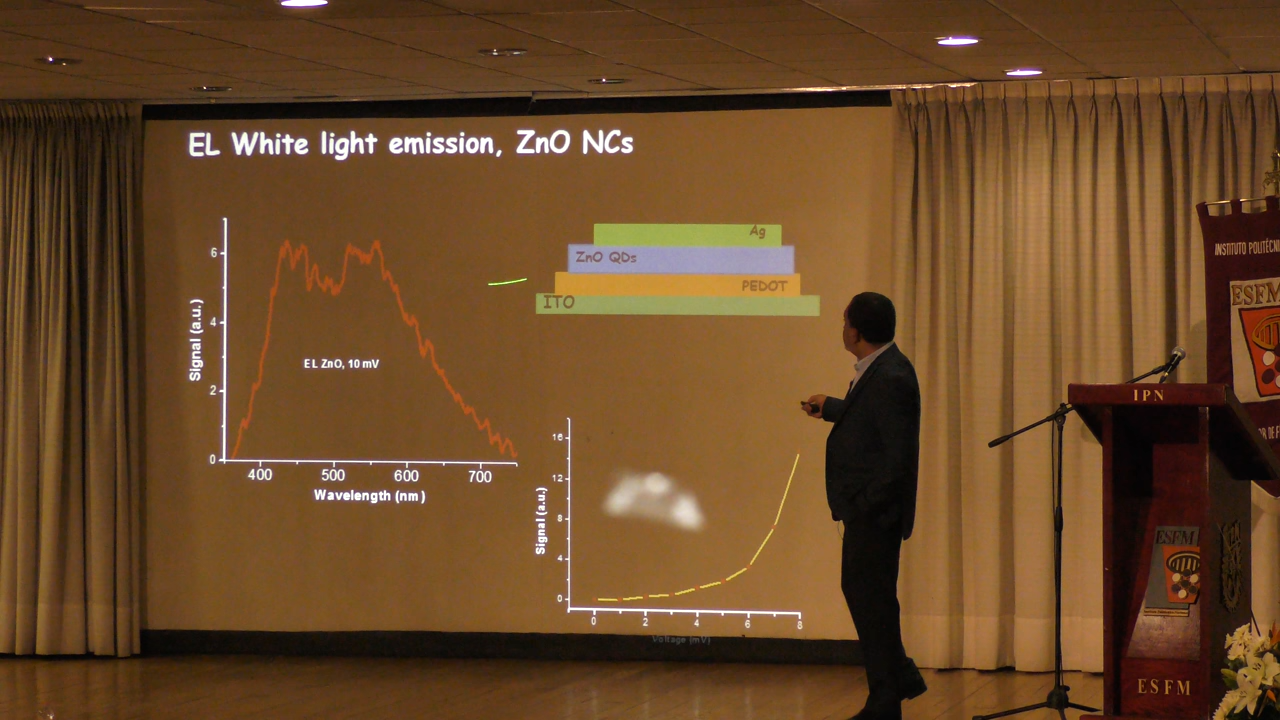 EL White light emission, ZnO NCs
6
4
2
0
Signal (a.u.)
EL ZnO, 10 mV
400 500 600 700
Wavelength (nm)
Ag
ZnO QDs
PEDOT
ITO
16
12
8
4
0
Signal (a.u.)
0 2 4 6 8
Voltage (mV)
INSTITUTO POLITÉCN
ESFM
IPN
ESFM
ESFM